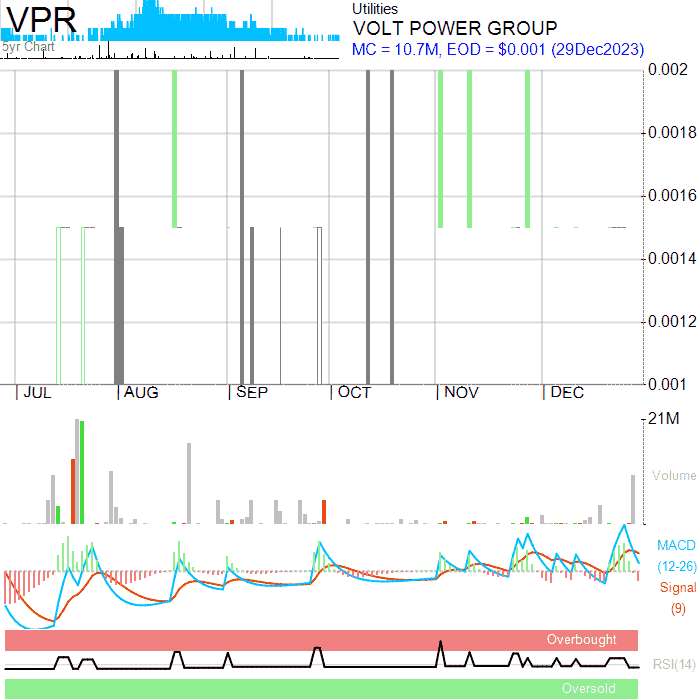 VPR
5yr Chart
Utilities
VOLT POWER GROUP
MC = 10.7M, EOD = $0.001 (29Dec2023)
0.002
0.0018
0.0016
0.0014
0.0012
0.001
JUL AUG SEP OCT NOV DEC
21M
Volume
MACD
(12-26)
Signal
(9)
Overbought
RSI(14)
Oversold